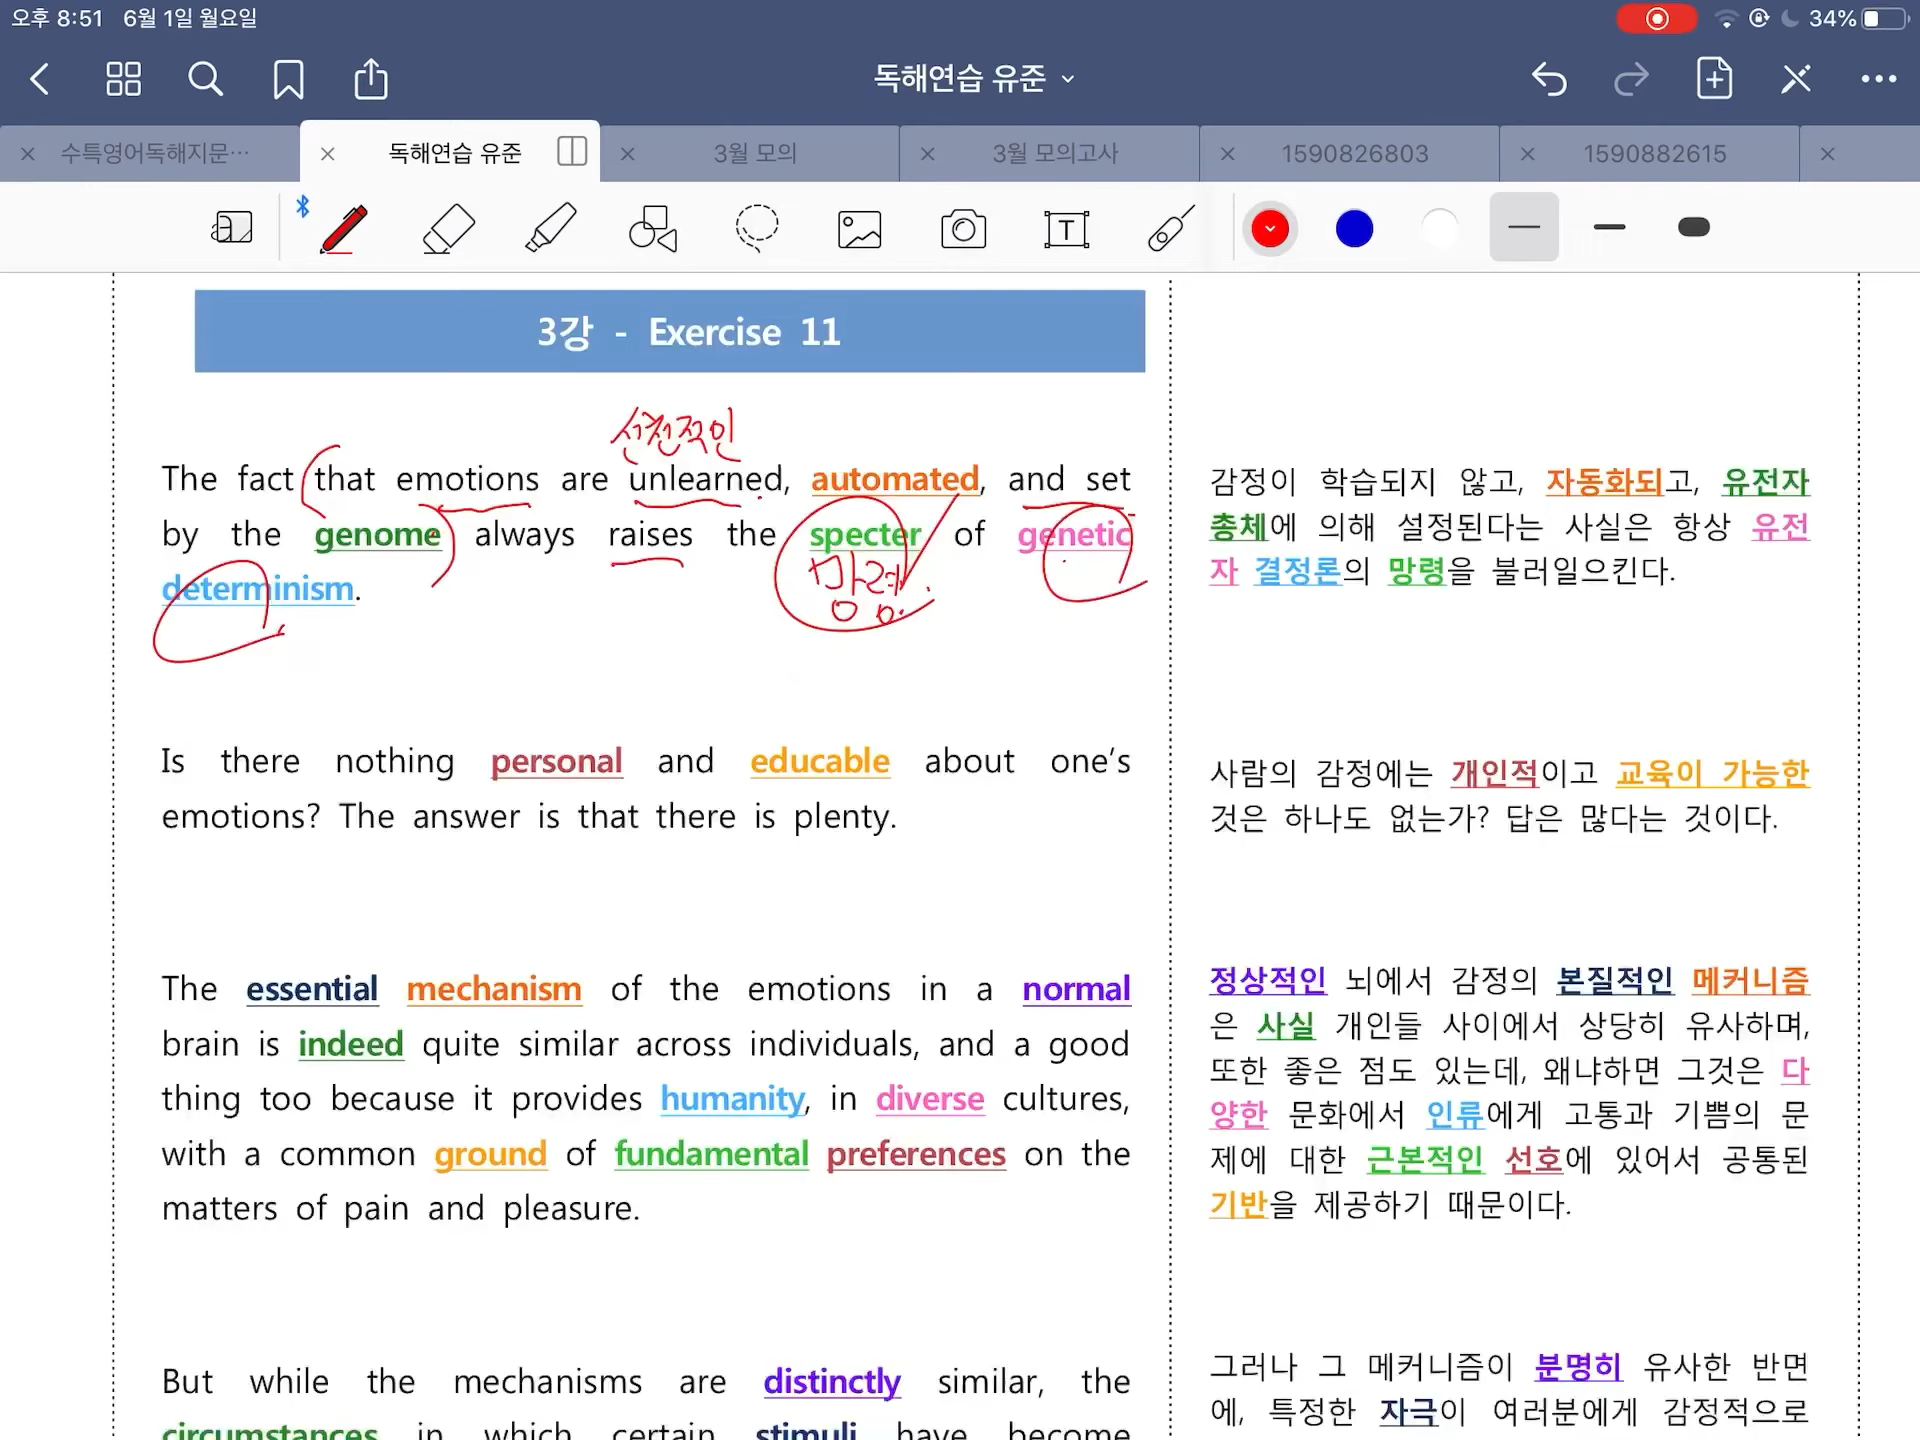 오후 8:51 6월 1일 월요일
34%
독해연습 유준
수특영어독해지문…
독해연습 유준
3월 모의
3월 모의고사
1590826803
1590882615
3강 - Exercise 11
선천적인
The fact that emotions are unlearned, automated, and set
by the genome always raises the specter of genetic
망령
determinism.
감정이 학습되지 않고, 자동화되고, 유전자
총체에 의해 설정된다는 사실은 항상 유전
자 결정론의 망령을 불러일으킨다.
Is there nothing personal and educable about one's
emotions? The answer is that there is plenty.
사람의 감정에는 개인적이고 교육이 가능한
것은 하나도 없는가? 답은 많다는 것이다.
The essential mechanism of the emotions in a normal
brain is indeed quite similar across individuals, and a good
thing too because it provides humanity, in diverse cultures,
with a common ground of fundamental preferences on the
matters of pain and pleasure.
정상적인 뇌에서 감정의 본질적인 메커니즘
은 사실 개인들 사이에서 상당히 유사하며,
또한 좋은 점도 있는데, 왜냐하면 그것은 다
양한 문화에서 인류에게 고통과 기쁨의 문
제에 대한 근본적인 선호에 있어서 공통된
기반을 제공하기 때문이다.
But while the mechanisms are distinctly similar, the
circumstances in which certain stimuli have become
그러나 그 메커니즘이 분명히 유사한 반면
에, 특정한 자극이 여러분에게 감정적으로